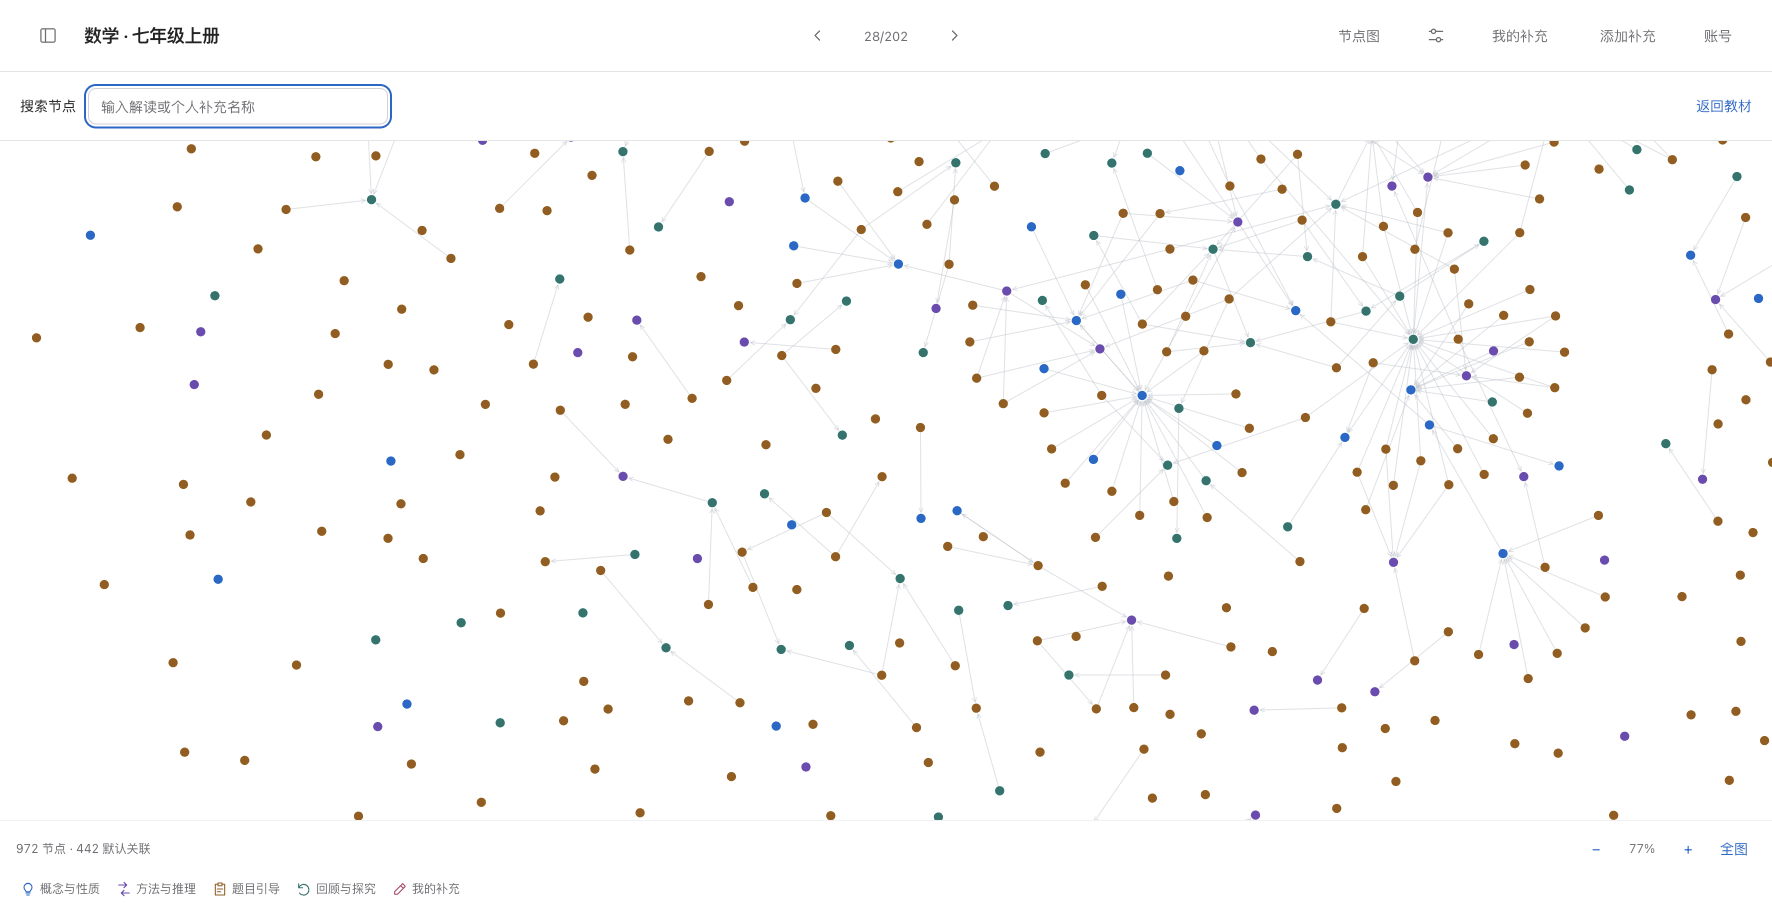 数学 · 七年级上册
28/202
节点图
我的补充
添加补充
账号
搜索节点
输入解读或个人补充名称
返回教材
972 节点 · 442 默认关联
77%
全图
概念与性质
方法与推理
题目引导
回顾与探究
我的补充